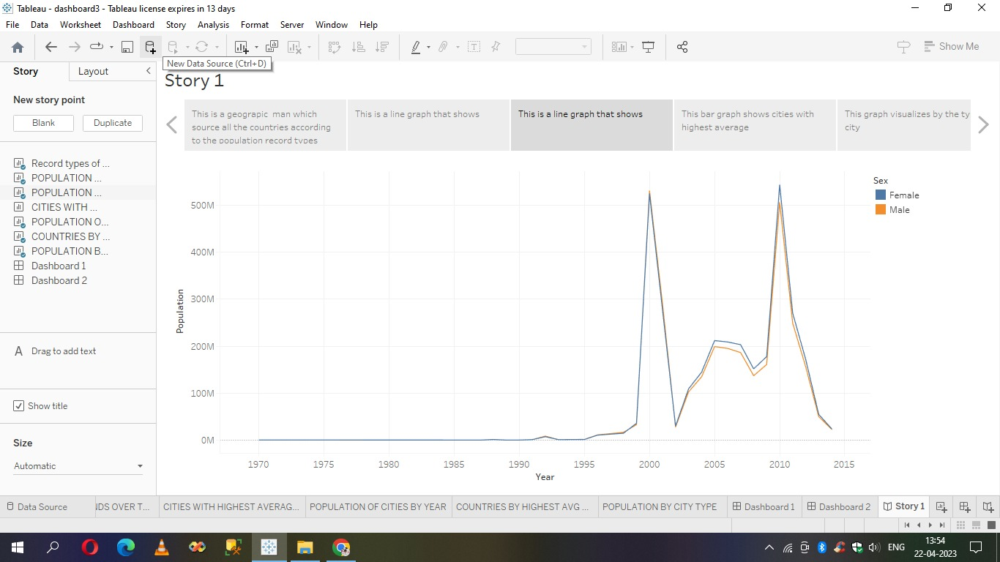 Tableau - dashboard3 - Tableau license expires in 13 days
File Data Worksheet Dashboard Story Analysis Format Server Window Help
Show Me
New Data Source (Ctrl+D)
Story Layout
New story point
Blank Duplicate
Record types of ...
POPULATION ...
POPULATION ...
CITIES WITH ...
POPULATION O...
COUNTRIES BY ...
POPULATION B...
Dashboard 1
Dashboard 2
A Drag to add text
Show title
Size
Automatic
Story 1
This is a geograpic man which
source all the countries according
to the population record types
This is a line graph that shows
This is a line graph that shows
This bar graph shows cities with
highest average
This graph visualizes by the ty
city
Population
500M
400M
300M
200M
100M
0M
1970 1975 1980 1985 1990 1995 2000 2005 2010 2015
Year
Sex
Female
Male
Data Source NDS OVER T... CITIES WITH HIGHEST AVERAG... POPULATION OF CITIES BY YEAR COUNTRIES BY HIGHEST AVG ... POPULATION BY CITY TYPE Dashboard 1 Dashboard 2 Story 1
ENG
13:54
22-04-2023